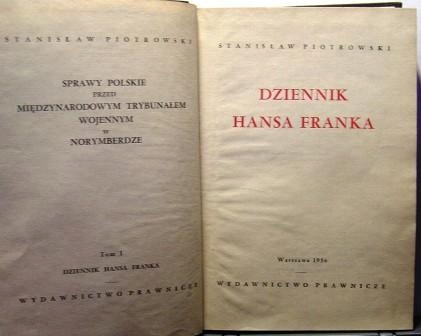 STANISŁAW PIOTROWSKI
SPRAWY POLSKIE
PRZED
MIĘDZYNARODOWYM TRYBUNAŁEM
WOJENNYM
W
NORYMBERDZE
Tom I
DZIENNIK HANSA FRANKA
WYDAWNICTWO PRAWNICZE
STANISŁAW PIOTROWSKI
DZIENNIK
HANSA FRANKA
Warszawa 1956
WYDAWNICTWO PRAWNICZE